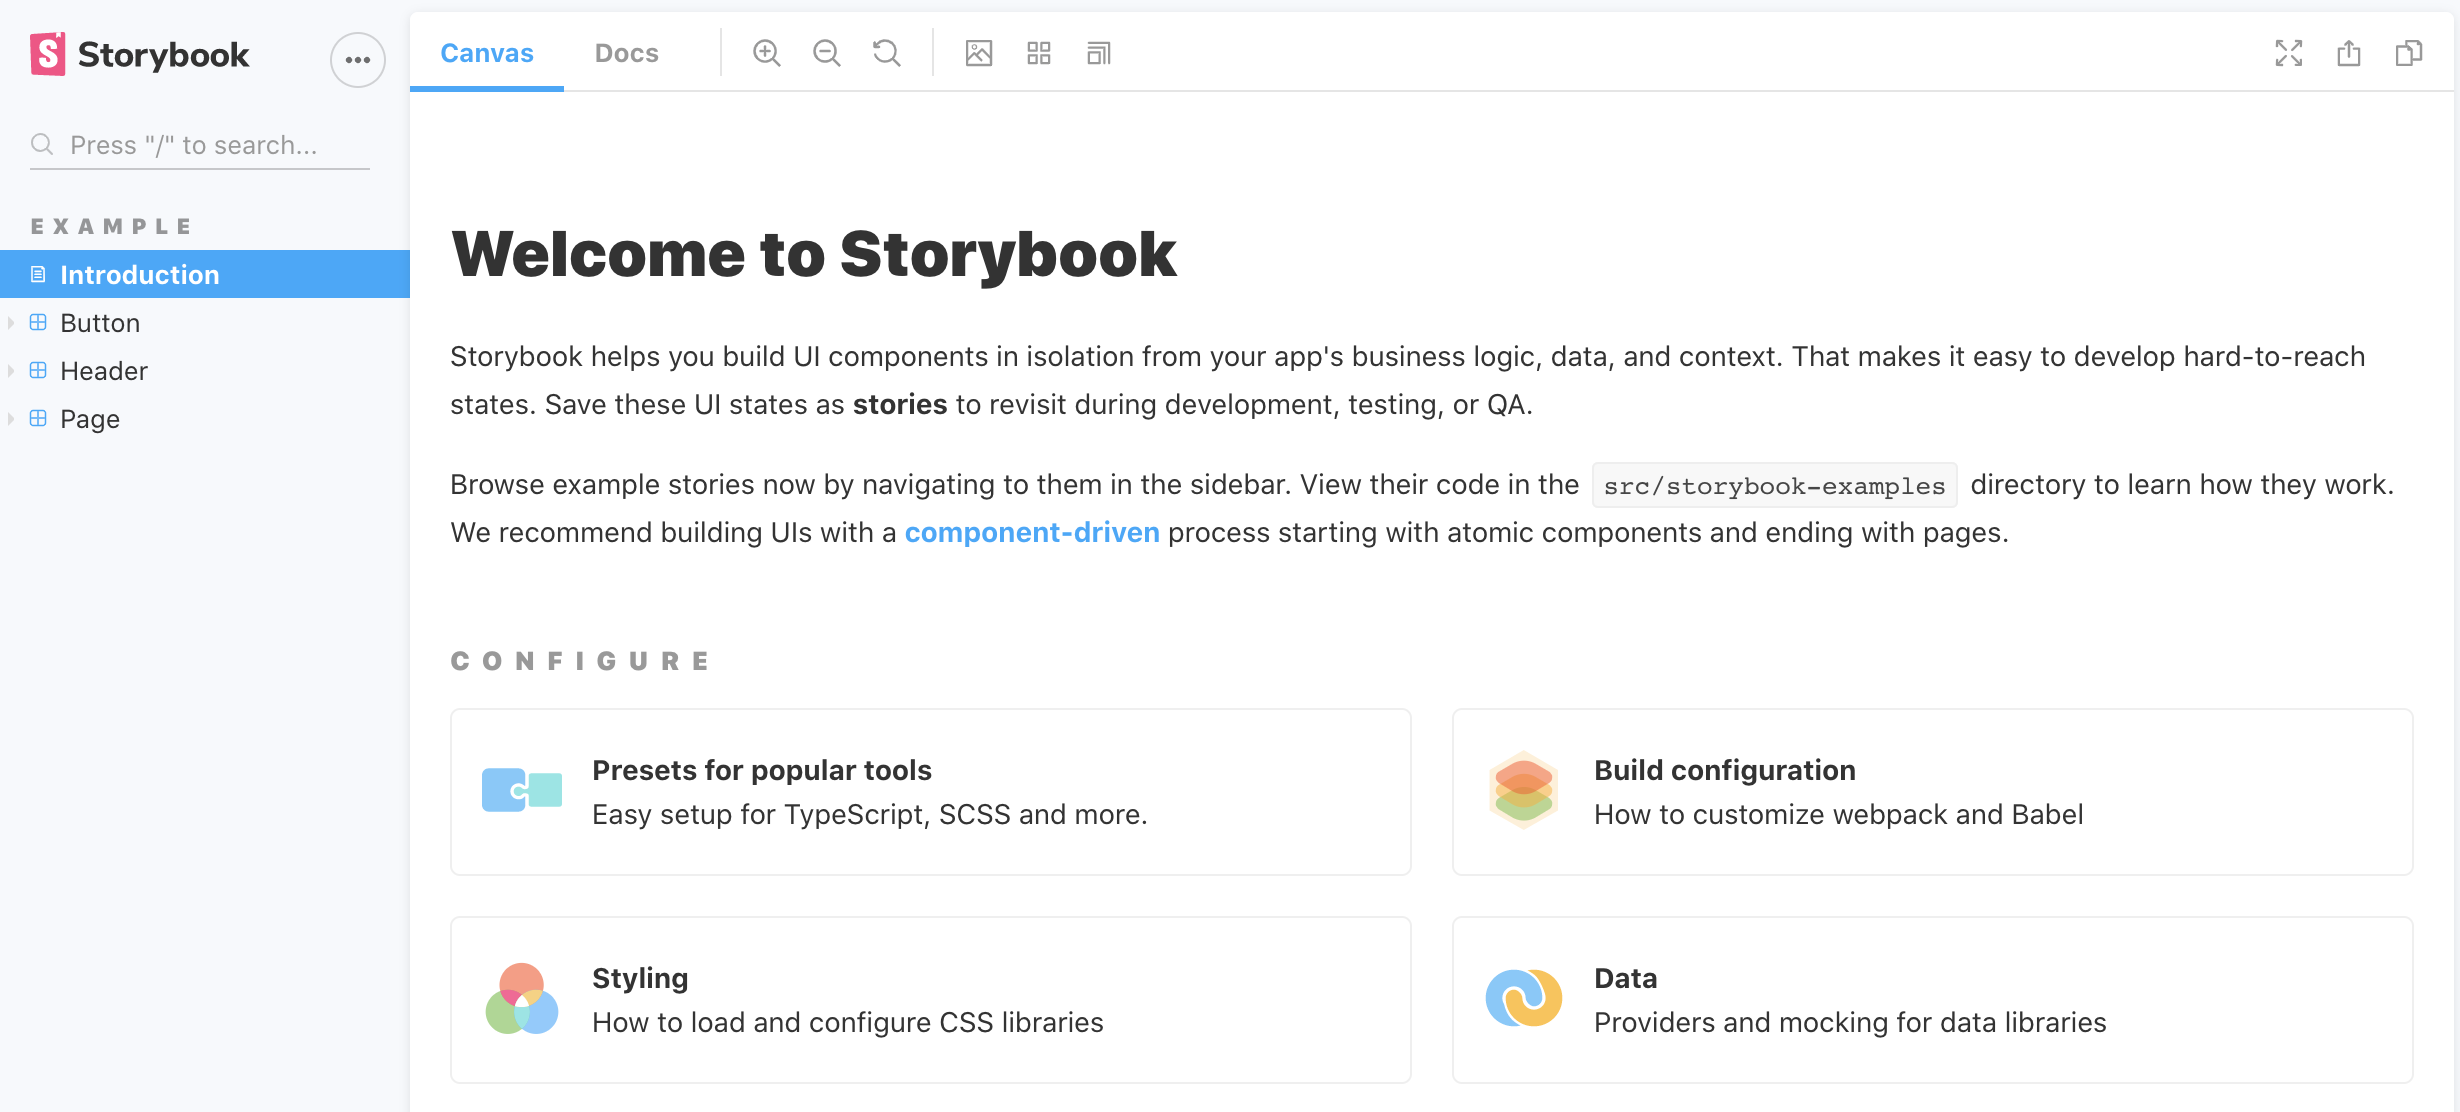 Storybook
Press "/" to search...
EXAMPLE
Introduction
Button
Header
Page
Canvas Docs
Welcome to Storybook
Storybook helps you build UI components in isolation from your app's business logic, data, and context. That makes it easy to develop hard-to-reach
states. Save these UI states as stories to revisit during development, testing, or QA.
Browse example stories now by navigating to them in the sidebar. View their code in the src/storybook-examples directory to learn how they work.
We recommend building UIs with a component-driven process starting with atomic components and ending with pages.
CONFIGURE
Presets for popular tools
Easy setup for TypeScript, SCSS and more.
Build configuration
How to customize webpack and Babel
Styling
How to load and configure CSS libraries
Data
Providers and mocking for data libraries